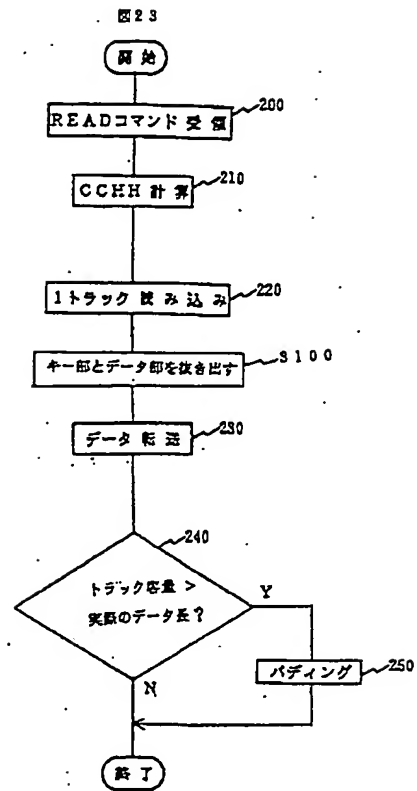 図23
開始
READコマンド受領
200
CCHH計算
210
1トラック読み込み
220
キー部とデータ部を抜き出す
3100
データ転送
230
240
トラック容量 >
実際のデータ長?
Y
パディング
250
N
終了